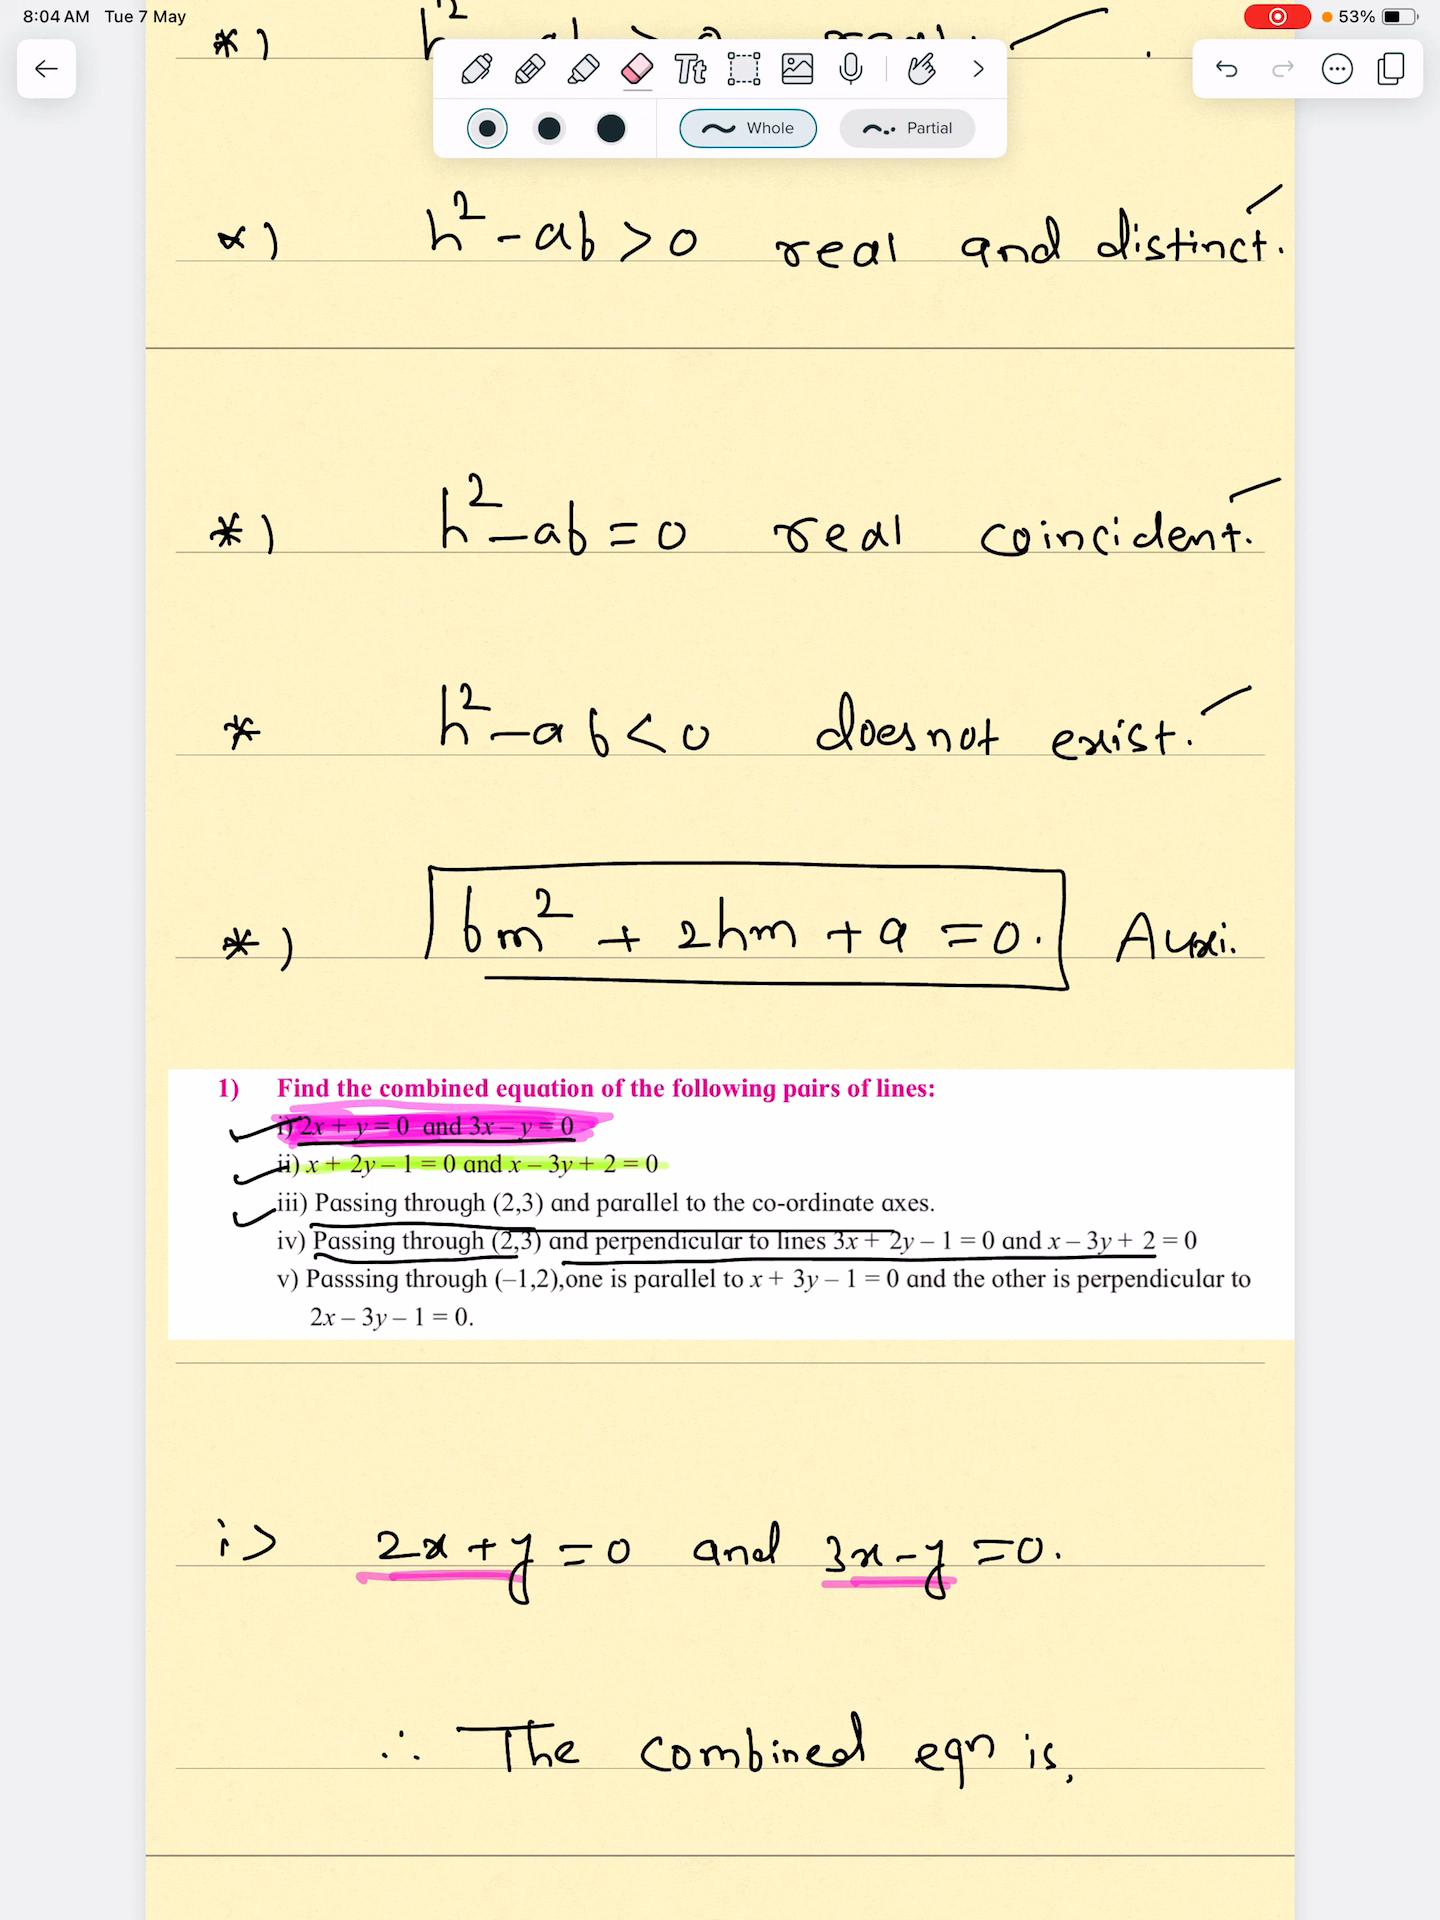 8:04 AM Tue 7 May
53%
*)
Tt
Whole
Partial
*) h²-ab>0 real and distinct.
*) h²-ab=0 real coincident.
* h²-ab<0 does not exist.
*) bm² + 2hm + a =0. Auxi.
1) Find the combined equation of the following pairs of lines:
i) 2x + y = 0 and 3x – y = 0
ii) x + 2y – 1 = 0 and x – 3y + 2 = 0
iii) Passing through (2,3) and parallel to the co-ordinate axes.
iv) Passing through (2,3) and perpendicular to lines 3x + 2y – 1 = 0 and x – 3y + 2 = 0
v) Passsing through (–1,2),one is parallel to x + 3y – 1 = 0 and the other is perpendicular to
2x – 3y – 1 = 0.
i> 2x+y=0 and 3x-y=0.
∴ The combined eqn is,